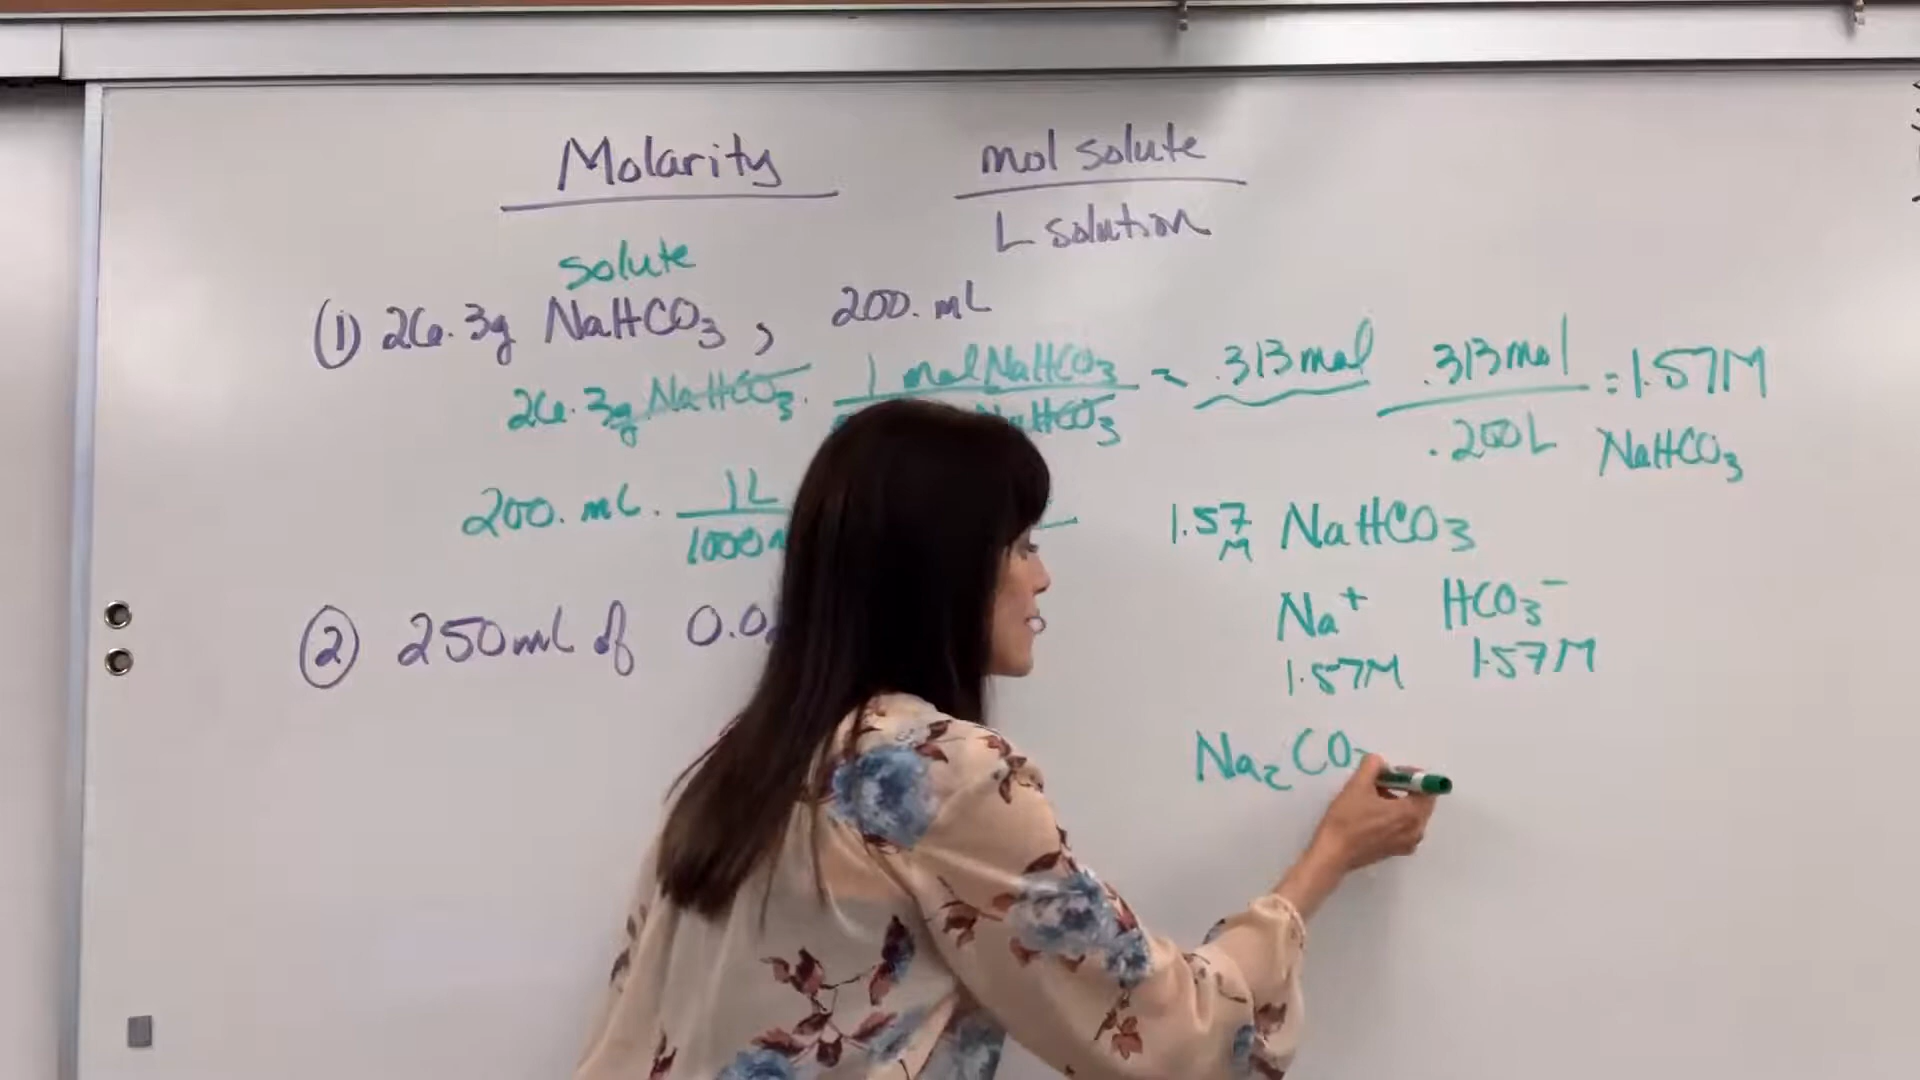 Molarity mol solute
L solution
solute
(1) 26.3g NaHCO3, 200. mL
26.3g NaHCO3 · 1 mol NaHCO3 = .313 mol .313 mol = 1.57M
HCO3 .200L NaHCO3
200. mL · 1L
1000
1.57 M NaHCO3
Na+ HCO3-
1.57M 1.57M
(2) 250mL of 0.0
Na2CO